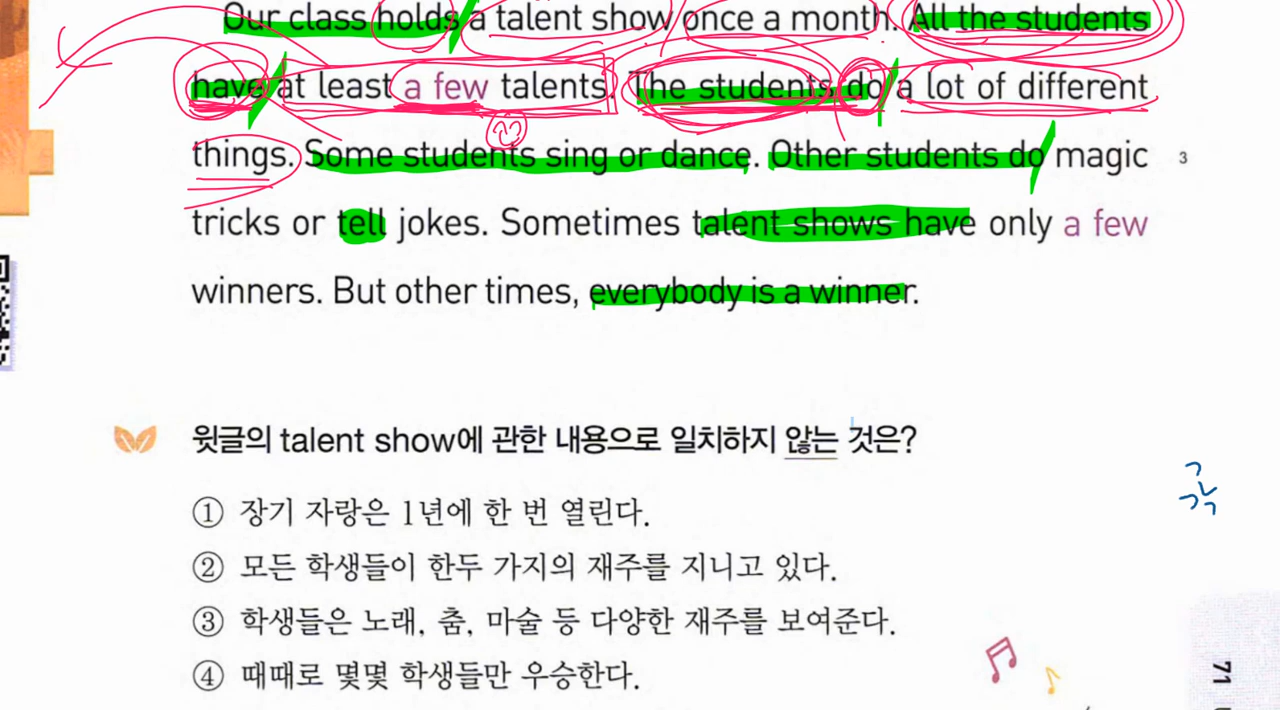 Our class holds a talent show once a month. All the students
have at least a few talents. The students do a lot of different
things. Some students sing or dance. Other students do magic 3
tricks or tell jokes. Sometimes talent shows have only a few
winners. But other times, everybody is a winner.
윗글의 talent show에 관한 내용으로 일치하지 않는 것은?
① 장기 자랑은 1년에 한 번 열린다.
② 모든 학생들이 한두 가지의 재주를 지니고 있다.
③ 학생들은 노래, 춤, 마술 등 다양한 재주를 보여준다.
④ 때때로 몇몇 학생들만 우승한다.
71